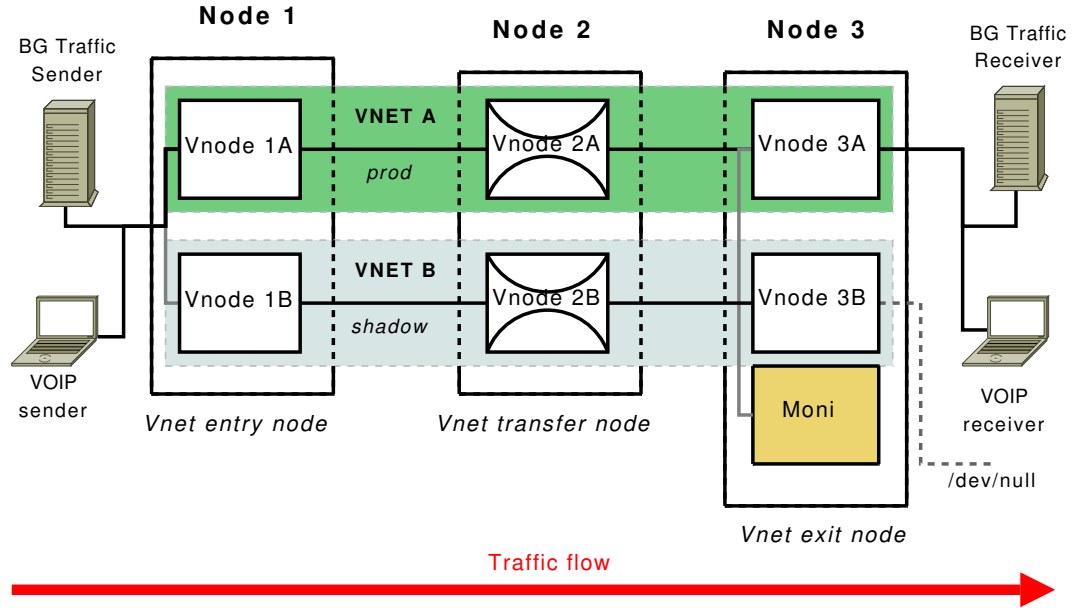 Node 1
Node 2
Node 3
BG Traffic
Sender
BG Traffic
Receiver
VNET A
Vnode 1A
Vnode 2A
Vnode 3A
prod
VNET B
Vnode 1B
Vnode 2B
Vnode 3B
shadow
VOIP
sender
VOIP
receiver
Moni
Vnet entry node
Vnet transfer node
/dev/null
Vnet exit node
Traffic flow